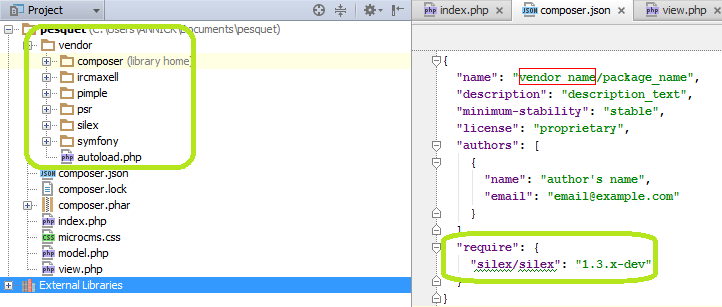 Project
index.php
composer.json
view.php
pesquet (C:\Users\ANNICK\Documents\pesquet)
vendor
composer (library home)
ircmaxell
pimple
psr
silex
symfony
autoload.php
composer.json
composer.lock
composer.phar
index.php
microcms.css
model.php
view.php
External Libraries
{
"name": "vendor name/package_name",
"description": "description_text",
"minimum-stability": "stable",
"license": "proprietary",
"authors": [
{
"name": "author's name",
"email": "email@example.com"
}
]
"require": {
"silex/silex": "1.3.x-dev"
}
}